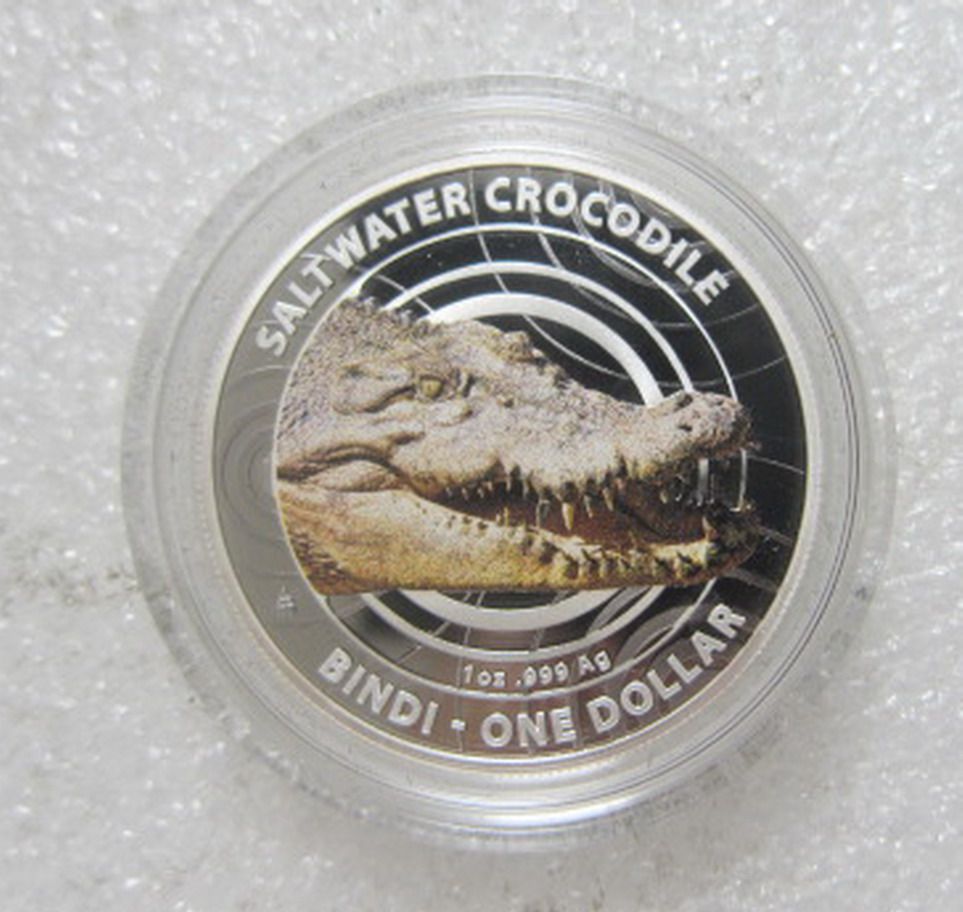 SALTWATER CROCODILE
1oz .999 Ag
BINDI - ONE DOLLAR